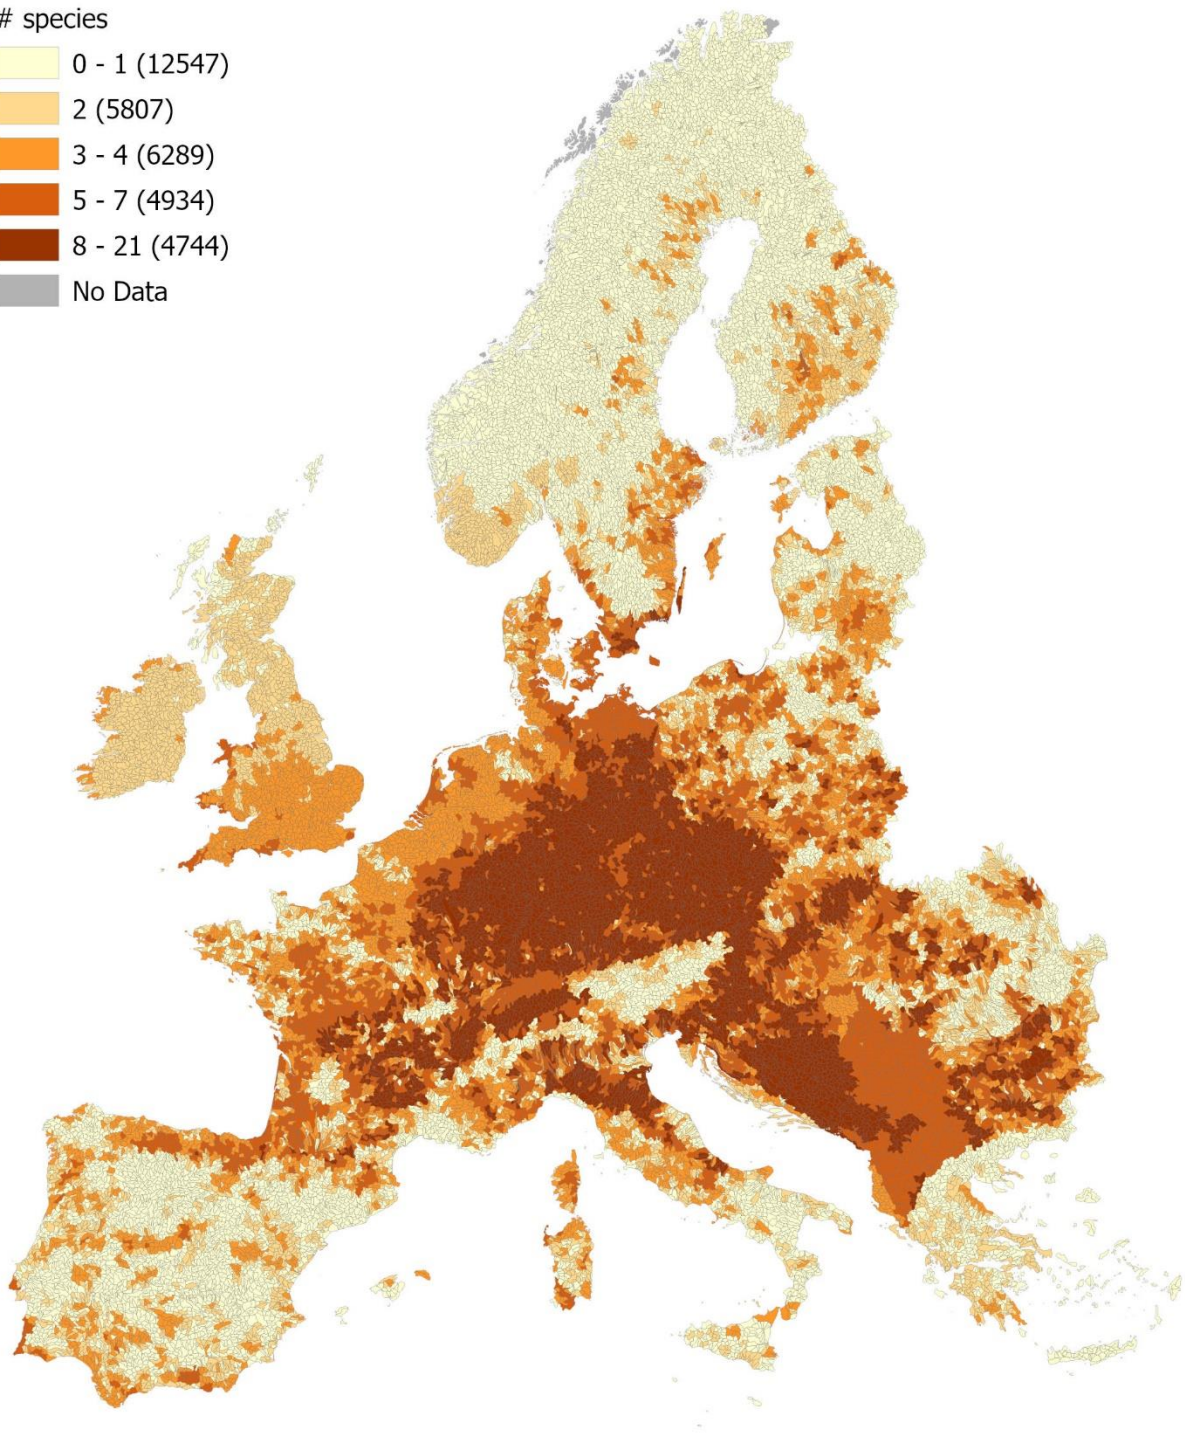 # species
0 - 1 (12547)
2 (5807)
3 - 4 (6289)
5 - 7 (4934)
8 - 21 (4744)
No Data